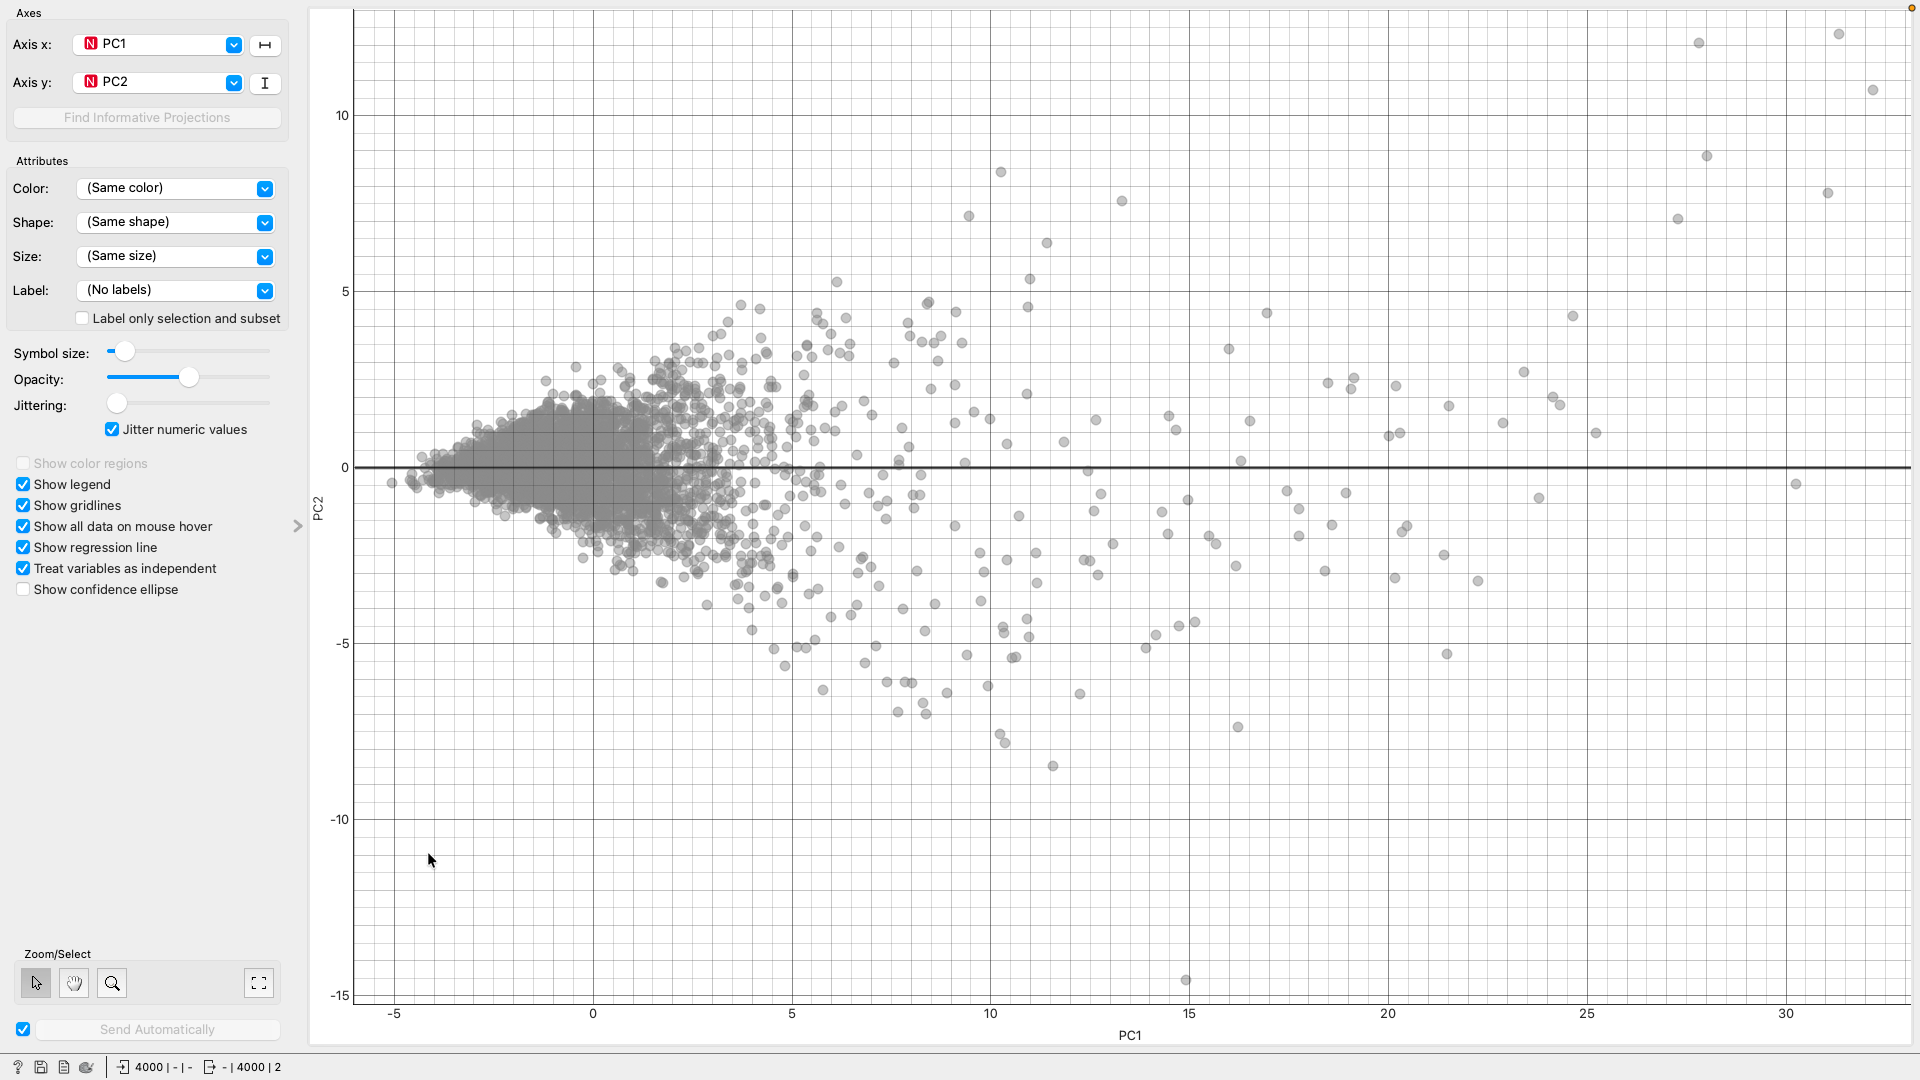 Axes
Axis x: N PC1
Axis y: N PC2
Find Informative Projections
Attributes
Color: (Same color)
Shape: (Same shape)
Size: (Same size)
Label: (No labels)
Label only selection and subset
Symbol size:
Opacity:
Jittering:
Jitter numeric values
Show color regions
Show legend
Show gridlines
Show all data on mouse hover
Show regression line
Treat variables as independent
Show confidence ellipse
Zoom/Select
Send Automatically
? 4000 | - | - - | 4000 | 2
10
5
0
-5
-10
-15
PC2
-5 0 5 10 15 20 25 30
PC1